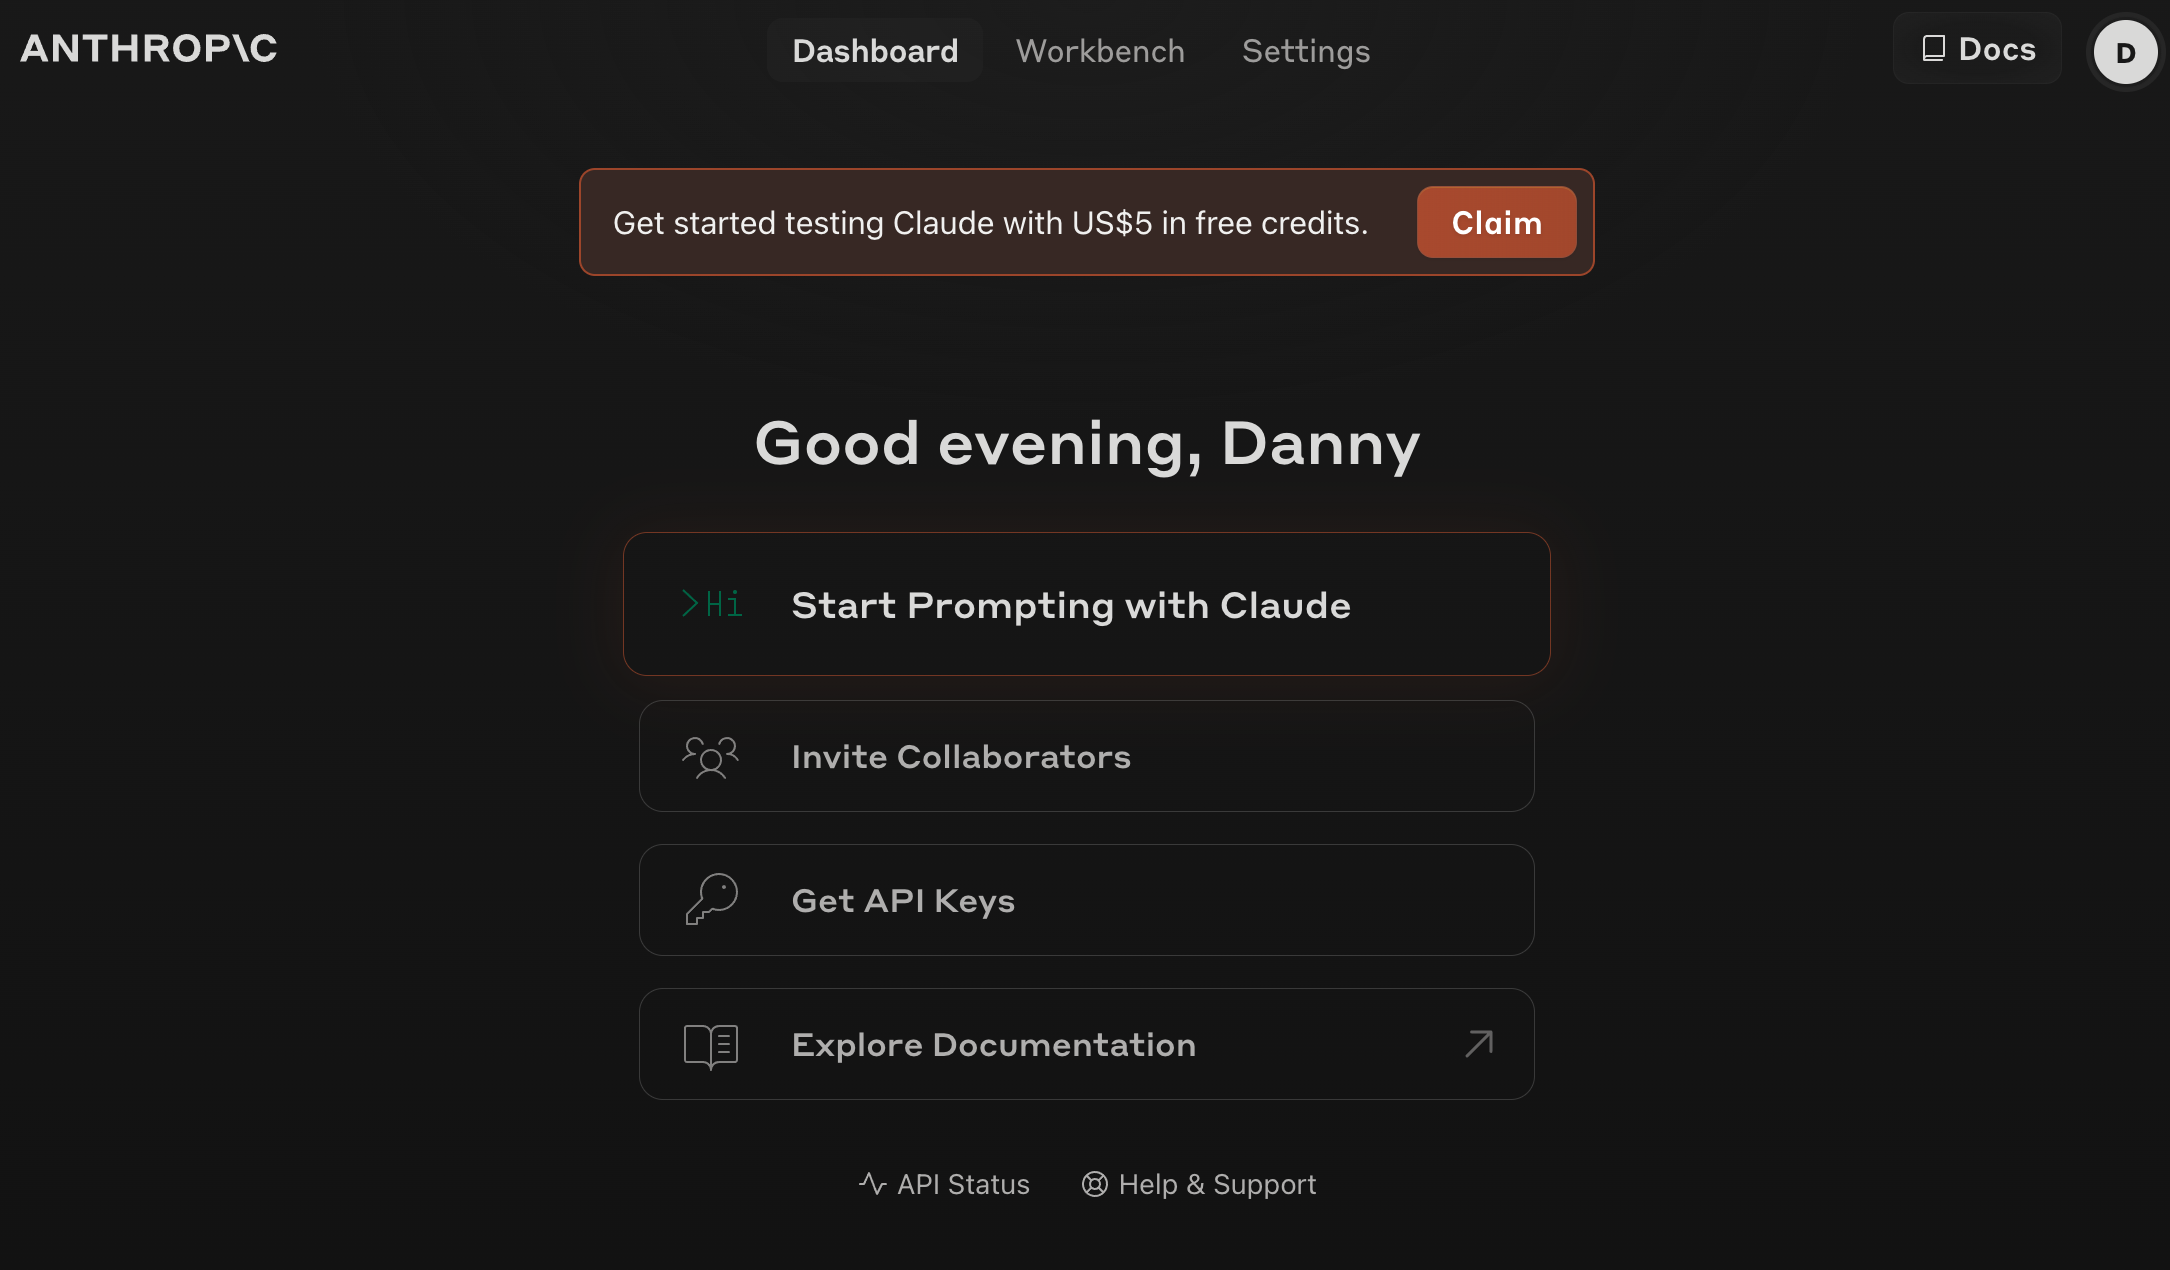 ANTHROP\C
Dashboard
Workbench
Settings
Docs
D
Get started testing Claude with US$5 in free credits.
Claim
Good evening, Danny
>Hi
Start Prompting with Claude
Invite Collaborators
Get API Keys
Explore Documentation
API Status
Help & Support